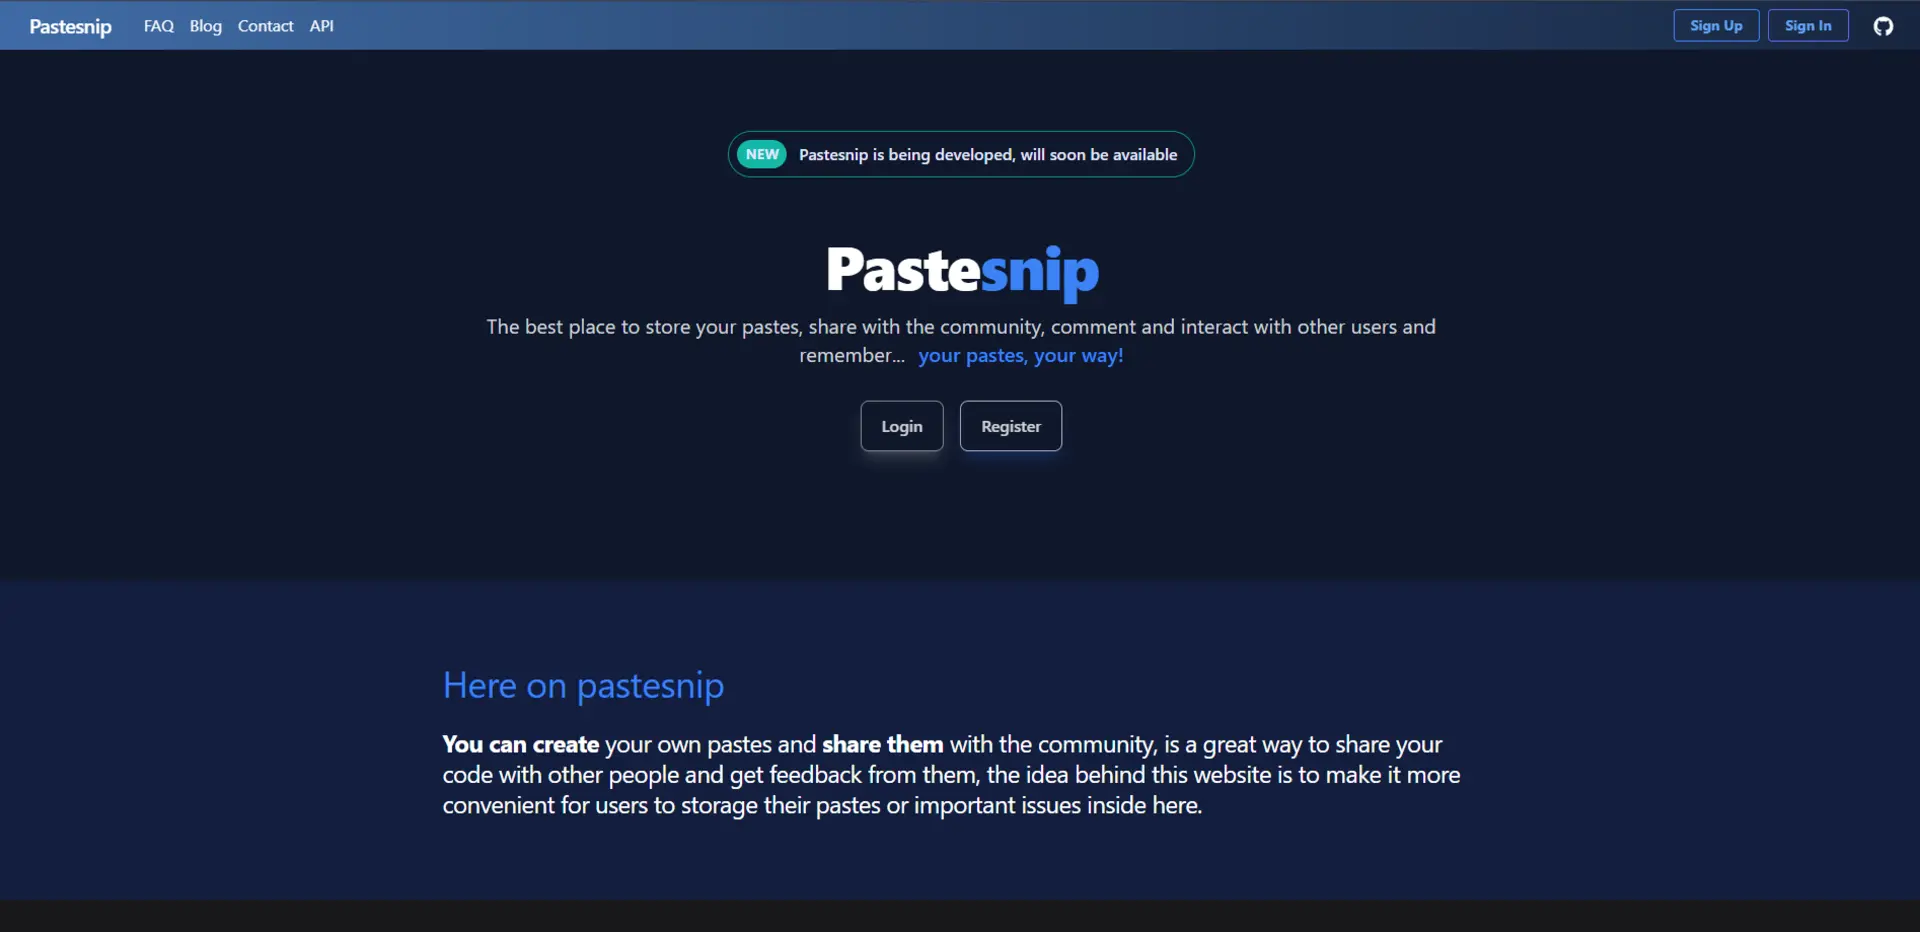 Pastesnip FAQ Blog Contact API Sign Up Sign In
NEW Pastesnip is being developed, will soon be available
Pastesnip
The best place to store your pastes, share with the community, comment and interact with other users and
remember... your pastes, your way!
Login Register
Here on pastesnip
You can create your own pastes and share them with the community, is a great way to share your
code with other people and get feedback from them, the idea behind this website is to make it more
convenient for users to storage their pastes or important issues inside here.